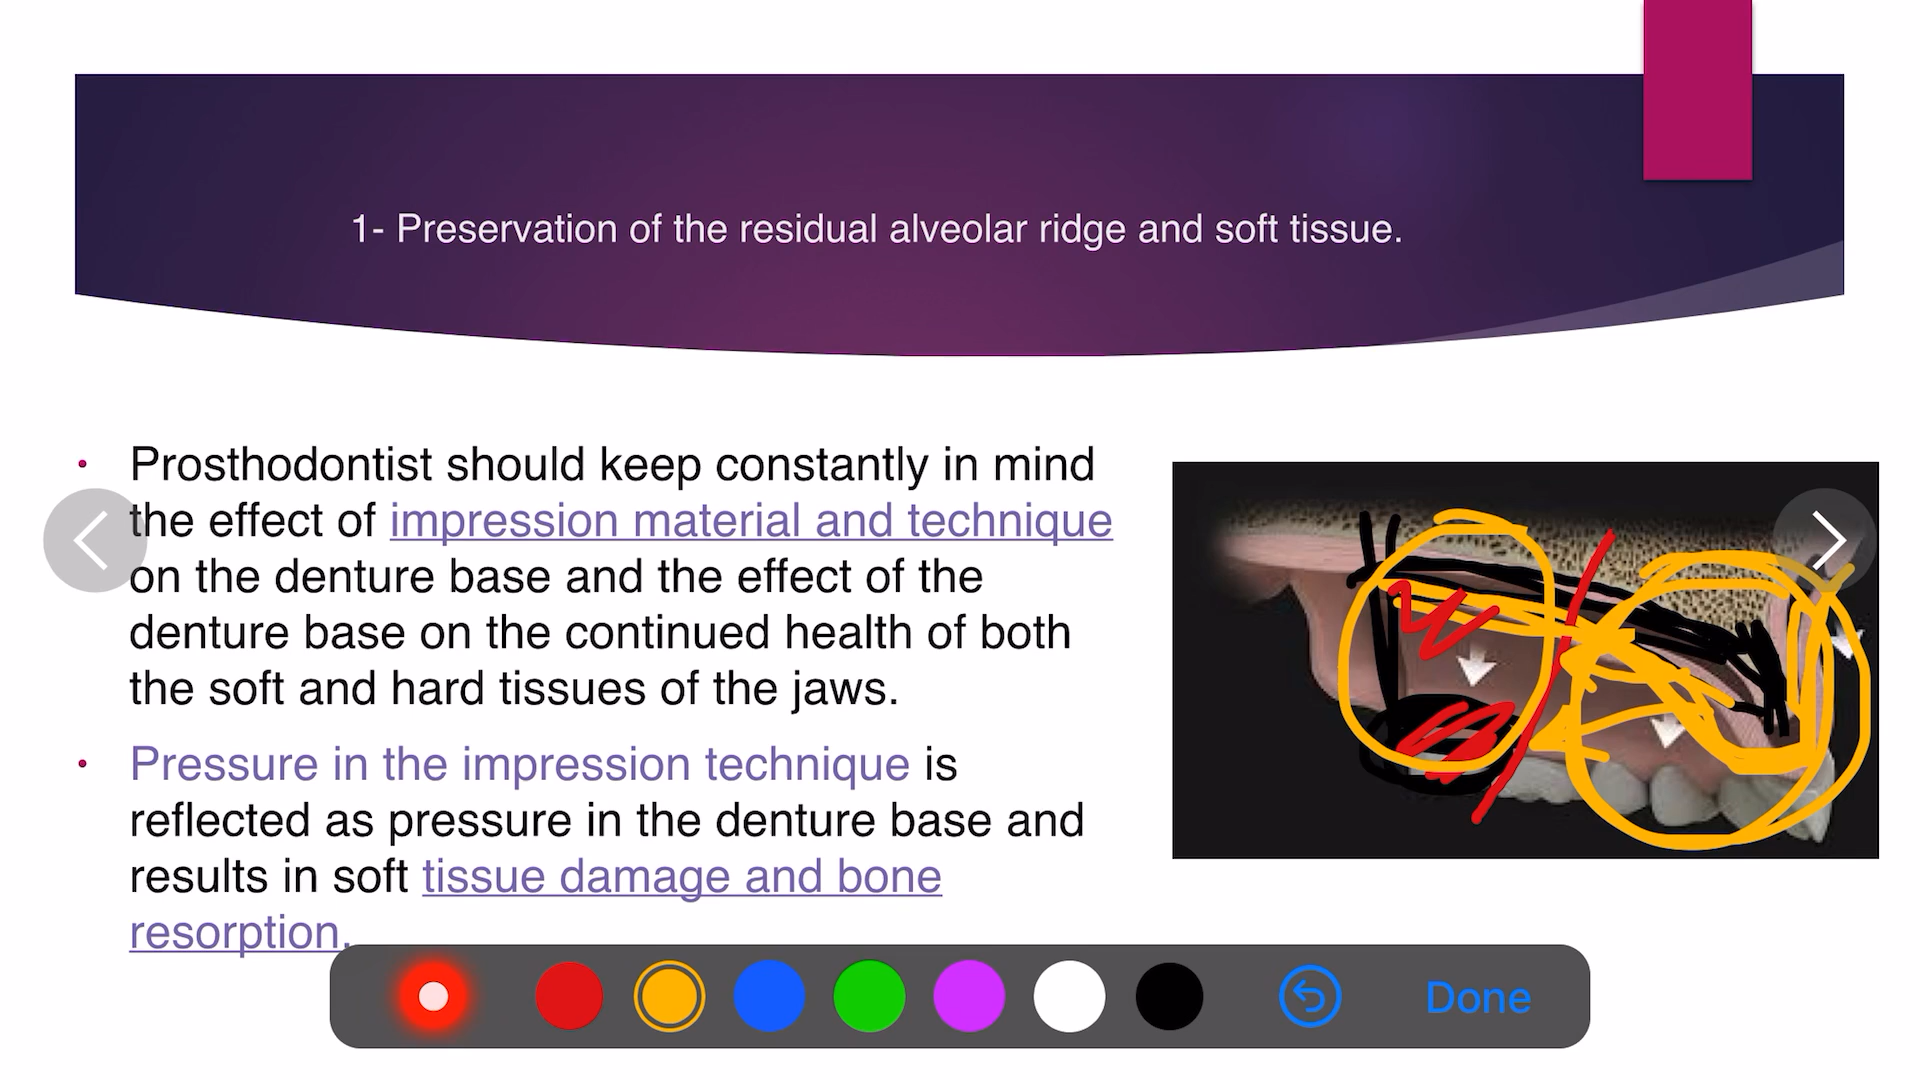 1- Preservation of the residual alveolar ridge and soft tissue.
• Prosthodontist should keep constantly in mind
the effect of impression material and technique
on the denture base and the effect of the
denture base on the continued health of both
the soft and hard tissues of the jaws.
• Pressure in the impression technique is
reflected as pressure in the denture base and
results in soft tissue damage and bone
resorption.
Done